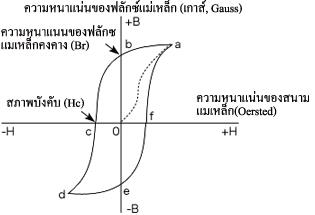 ความหนาแน่นของฟลักซ์แม่เหล็ก (เกาส์, Gauss)
+B
ความหนาแน่นของฟลักซ์
แม่เหล็กคงค้าง (Br)
b
a
สภาพบังคับ (Hc)
ความหนาแน่นของสนาม
แม่เหล็ก(Oersted)
f
-H
c
0
+H
d
e
-B